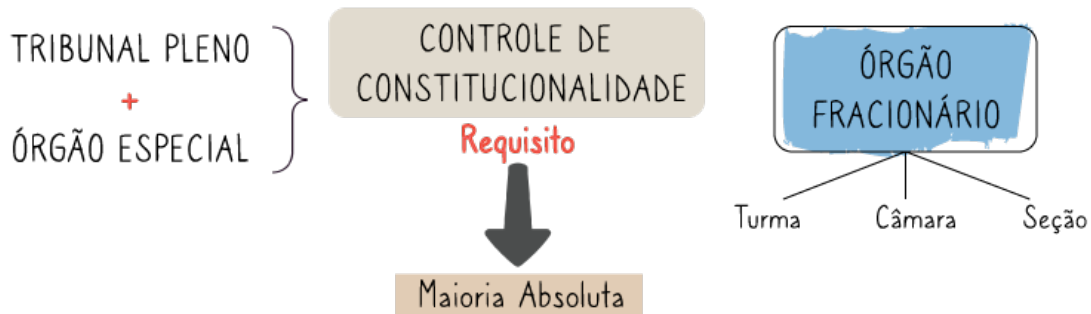 TRIBUNAL PLENO
+
ÓRGÃO ESPECIAL
CONTROLE DE
CONSTITUCIONALIDADE
Requisito
Maioria Absoluta
ÓRGÃO
FRACIONÁRIO
Turma
Câmara
Seção